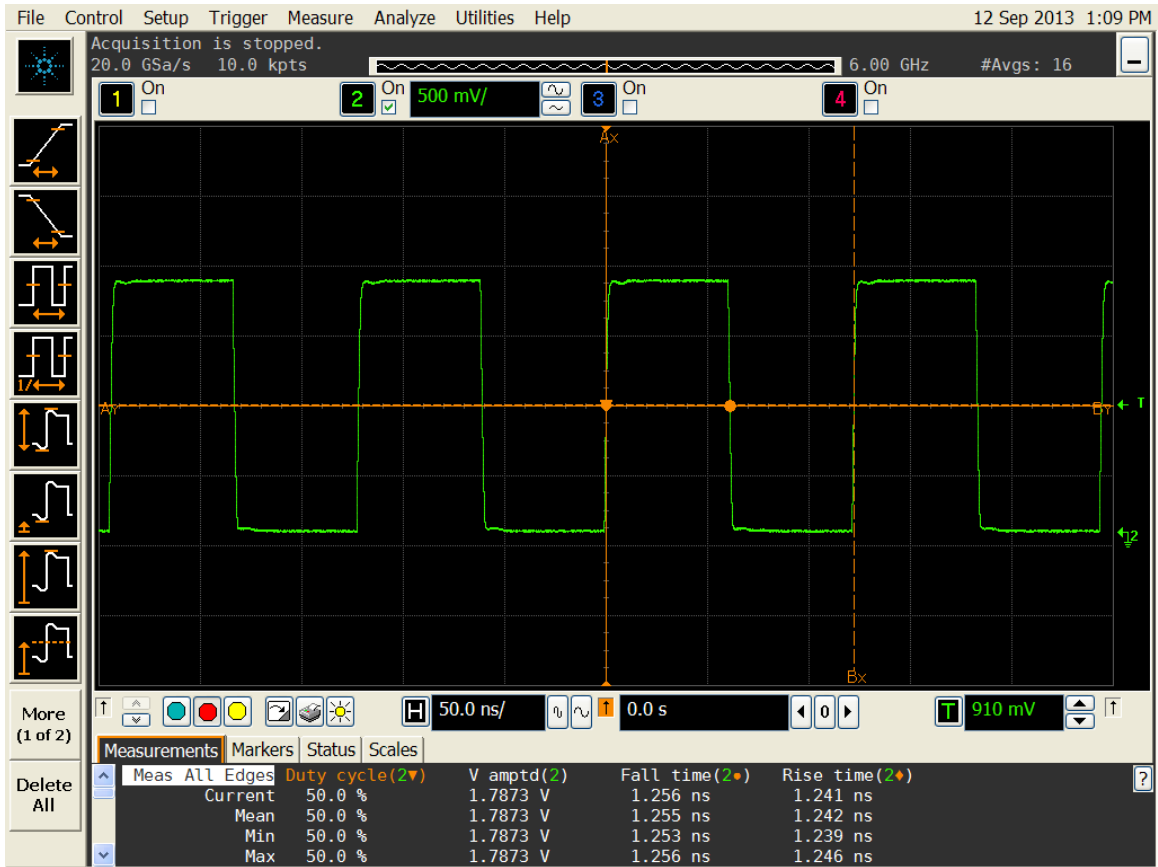 File Control Setup Trigger Measure Analyze Utilities Help 12 Sep 2013 1:09 PM
Acquisition is stopped.
20.0 GSa/s 10.0 kpts 6.00 GHz #Avgs: 16
1 On 2 On 500 mV/ 3 On 4 On
Ax
1/
AY BY T
2
Bx
More
(1 of 2)
Delete
All
H 50.0 ns/ 0.0 s 0 T 910 mV
Measurements Markers Status Scales
Meas All Edges Duty cycle(2▼) V amptd(2) Fall time(2●) Rise time(2♦) ?
Current 50.0 % 1.7873 V 1.256 ns 1.241 ns
Mean 50.0 % 1.7873 V 1.255 ns 1.242 ns
Min 50.0 % 1.7873 V 1.253 ns 1.239 ns
Max 50.0 % 1.7873 V 1.256 ns 1.246 ns